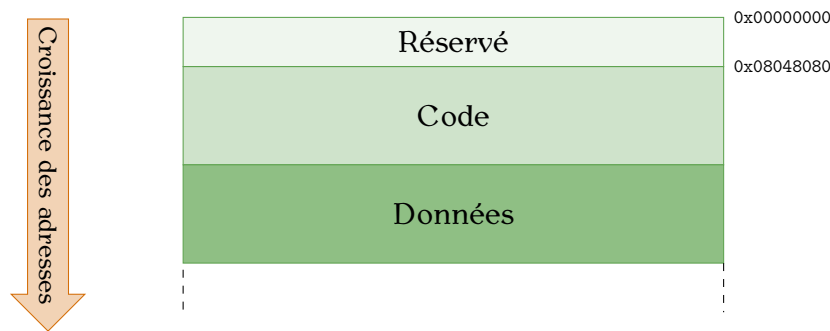 Croissance des adresses
Réservé
0x00000000
0x08048080
Code
Données